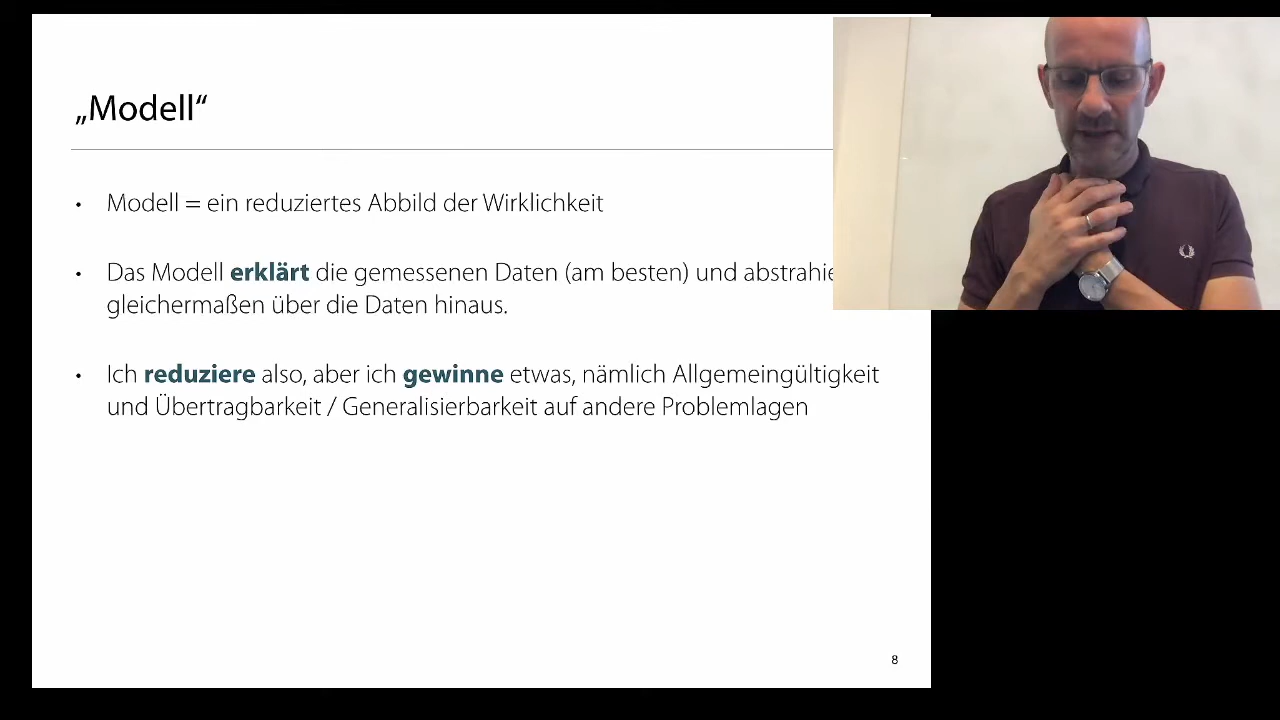 „Modell“
• Modell = ein reduziertes Abbild der Wirklichkeit
• Das Modell erklärt die gemessenen Daten (am besten) und
gleichermaßen über die Daten hinaus.
• Ich reduziere also, aber ich gewinne etwas, nämlich Allgemeingültigkeit
und Übertragbarkeit / Generalisierbarkeit auf andere Problemlagen
8